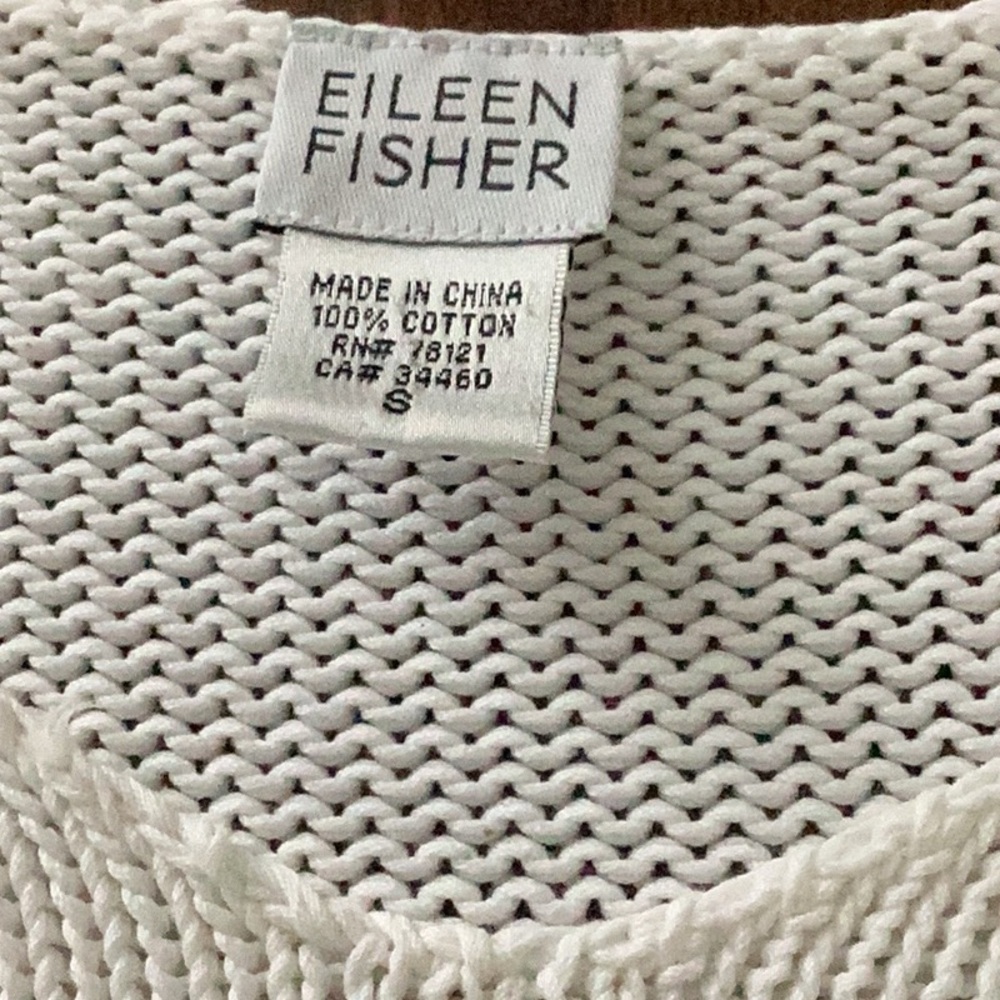 EILEEN
FISHER
MADE IN CHINA
100% COTTON
RN# 78121
CA# 34460
S